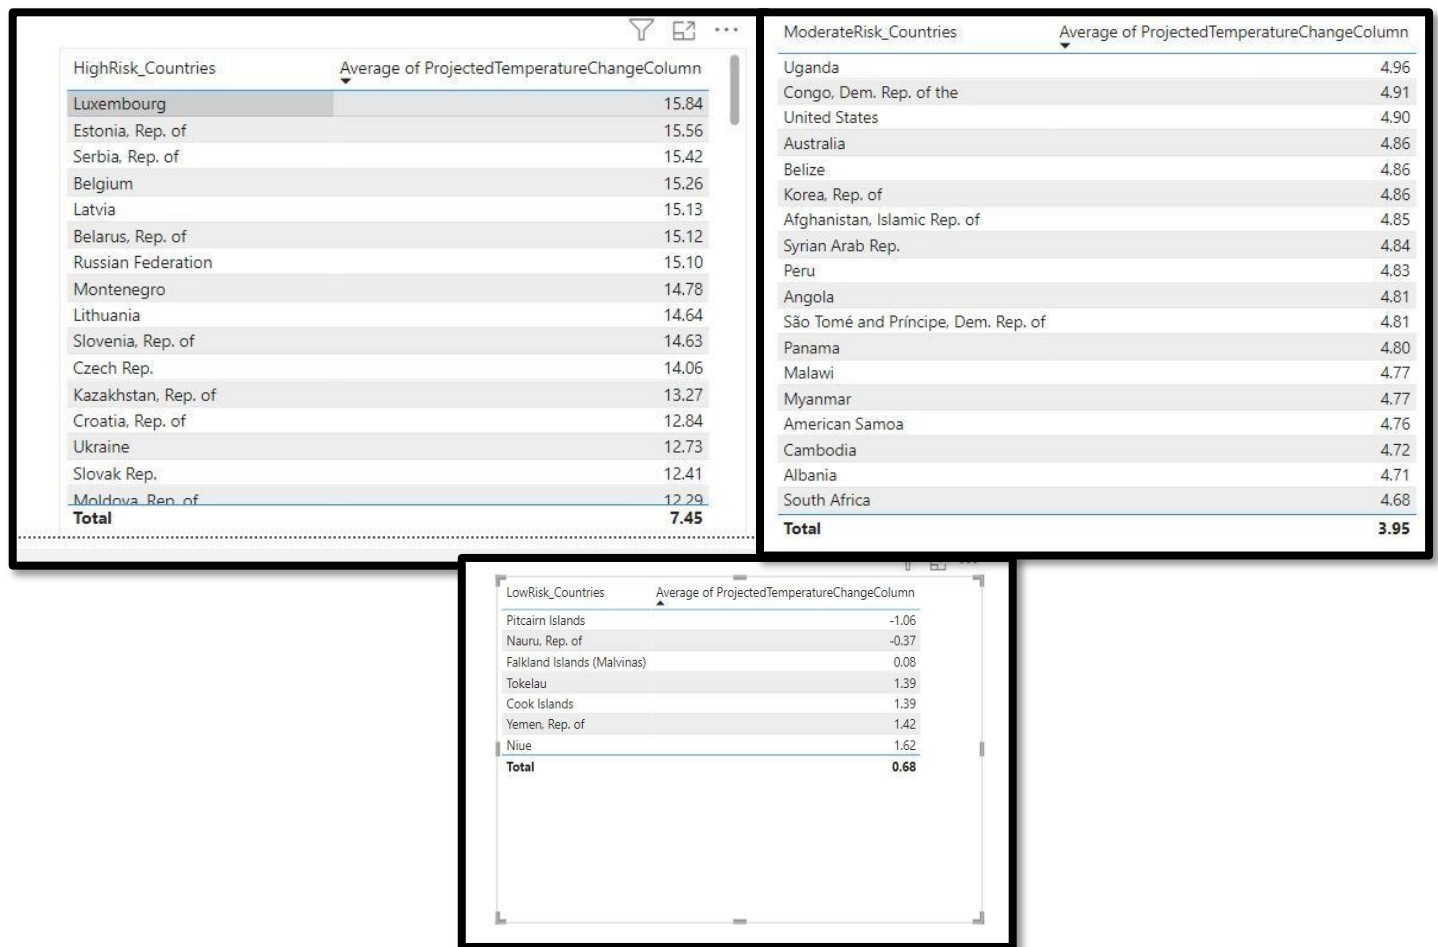 HighRisk_Countries Average of ProjectedTemperatureChangeColumn
Luxembourg 15.84
Estonia, Rep. of 15.56
Serbia, Rep. of 15.42
Belgium 15.26
Latvia 15.13
Belarus, Rep. of 15.12
Russian Federation 15.10
Montenegro 14.78
Lithuania 14.64
Slovenia, Rep. of 14.63
Czech Rep. 14.06
Kazakhstan, Rep. of 13.27
Croatia, Rep. of 12.84
Ukraine 12.73
Slovak Rep. 12.41
Moldova, Rep. of 12.29
Total 7.45
ModerateRisk_Countries Average of ProjectedTemperatureChangeColumn
Uganda 4.96
Congo, Dem. Rep. of the 4.91
United States 4.90
Australia 4.86
Belize 4.86
Korea, Rep. of 4.86
Afghanistan, Islamic Rep. of 4.85
Syrian Arab Rep. 4.84
Peru 4.83
Angola 4.81
São Tomé and Príncipe, Dem. Rep. of 4.81
Panama 4.80
Malawi 4.77
Myanmar 4.77
American Samoa 4.76
Cambodia 4.72
Albania 4.71
South Africa 4.68
Total 3.95
LowRisk_Countries Average of ProjectedTemperatureChangeColumn
Pitcairn Islands -1.06
Nauru, Rep. of -0.37
Falkland Islands (Malvinas) 0.08
Tokelau 1.39
Cook Islands 1.39
Yemen, Rep. of 1.42
Niue 1.62
Total 0.68